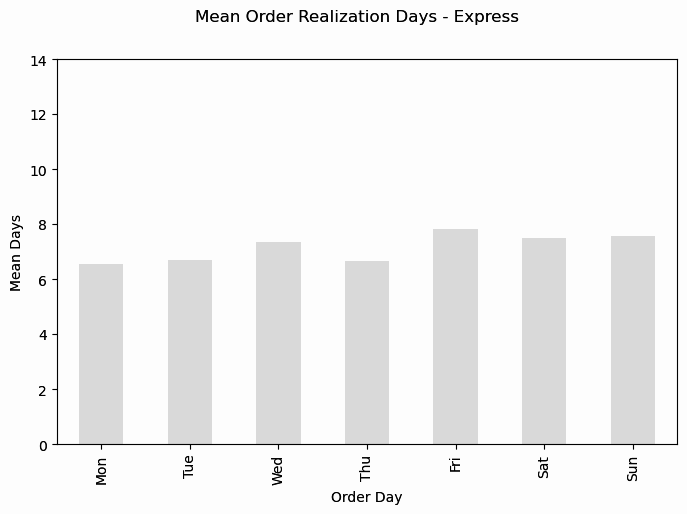 Mean Order Realization Days - Express
14
12
10
8
6
4
2
0
Mean Days
Mon
Tue
Wed
Thu
Fri
Sat
Sun
Order Day